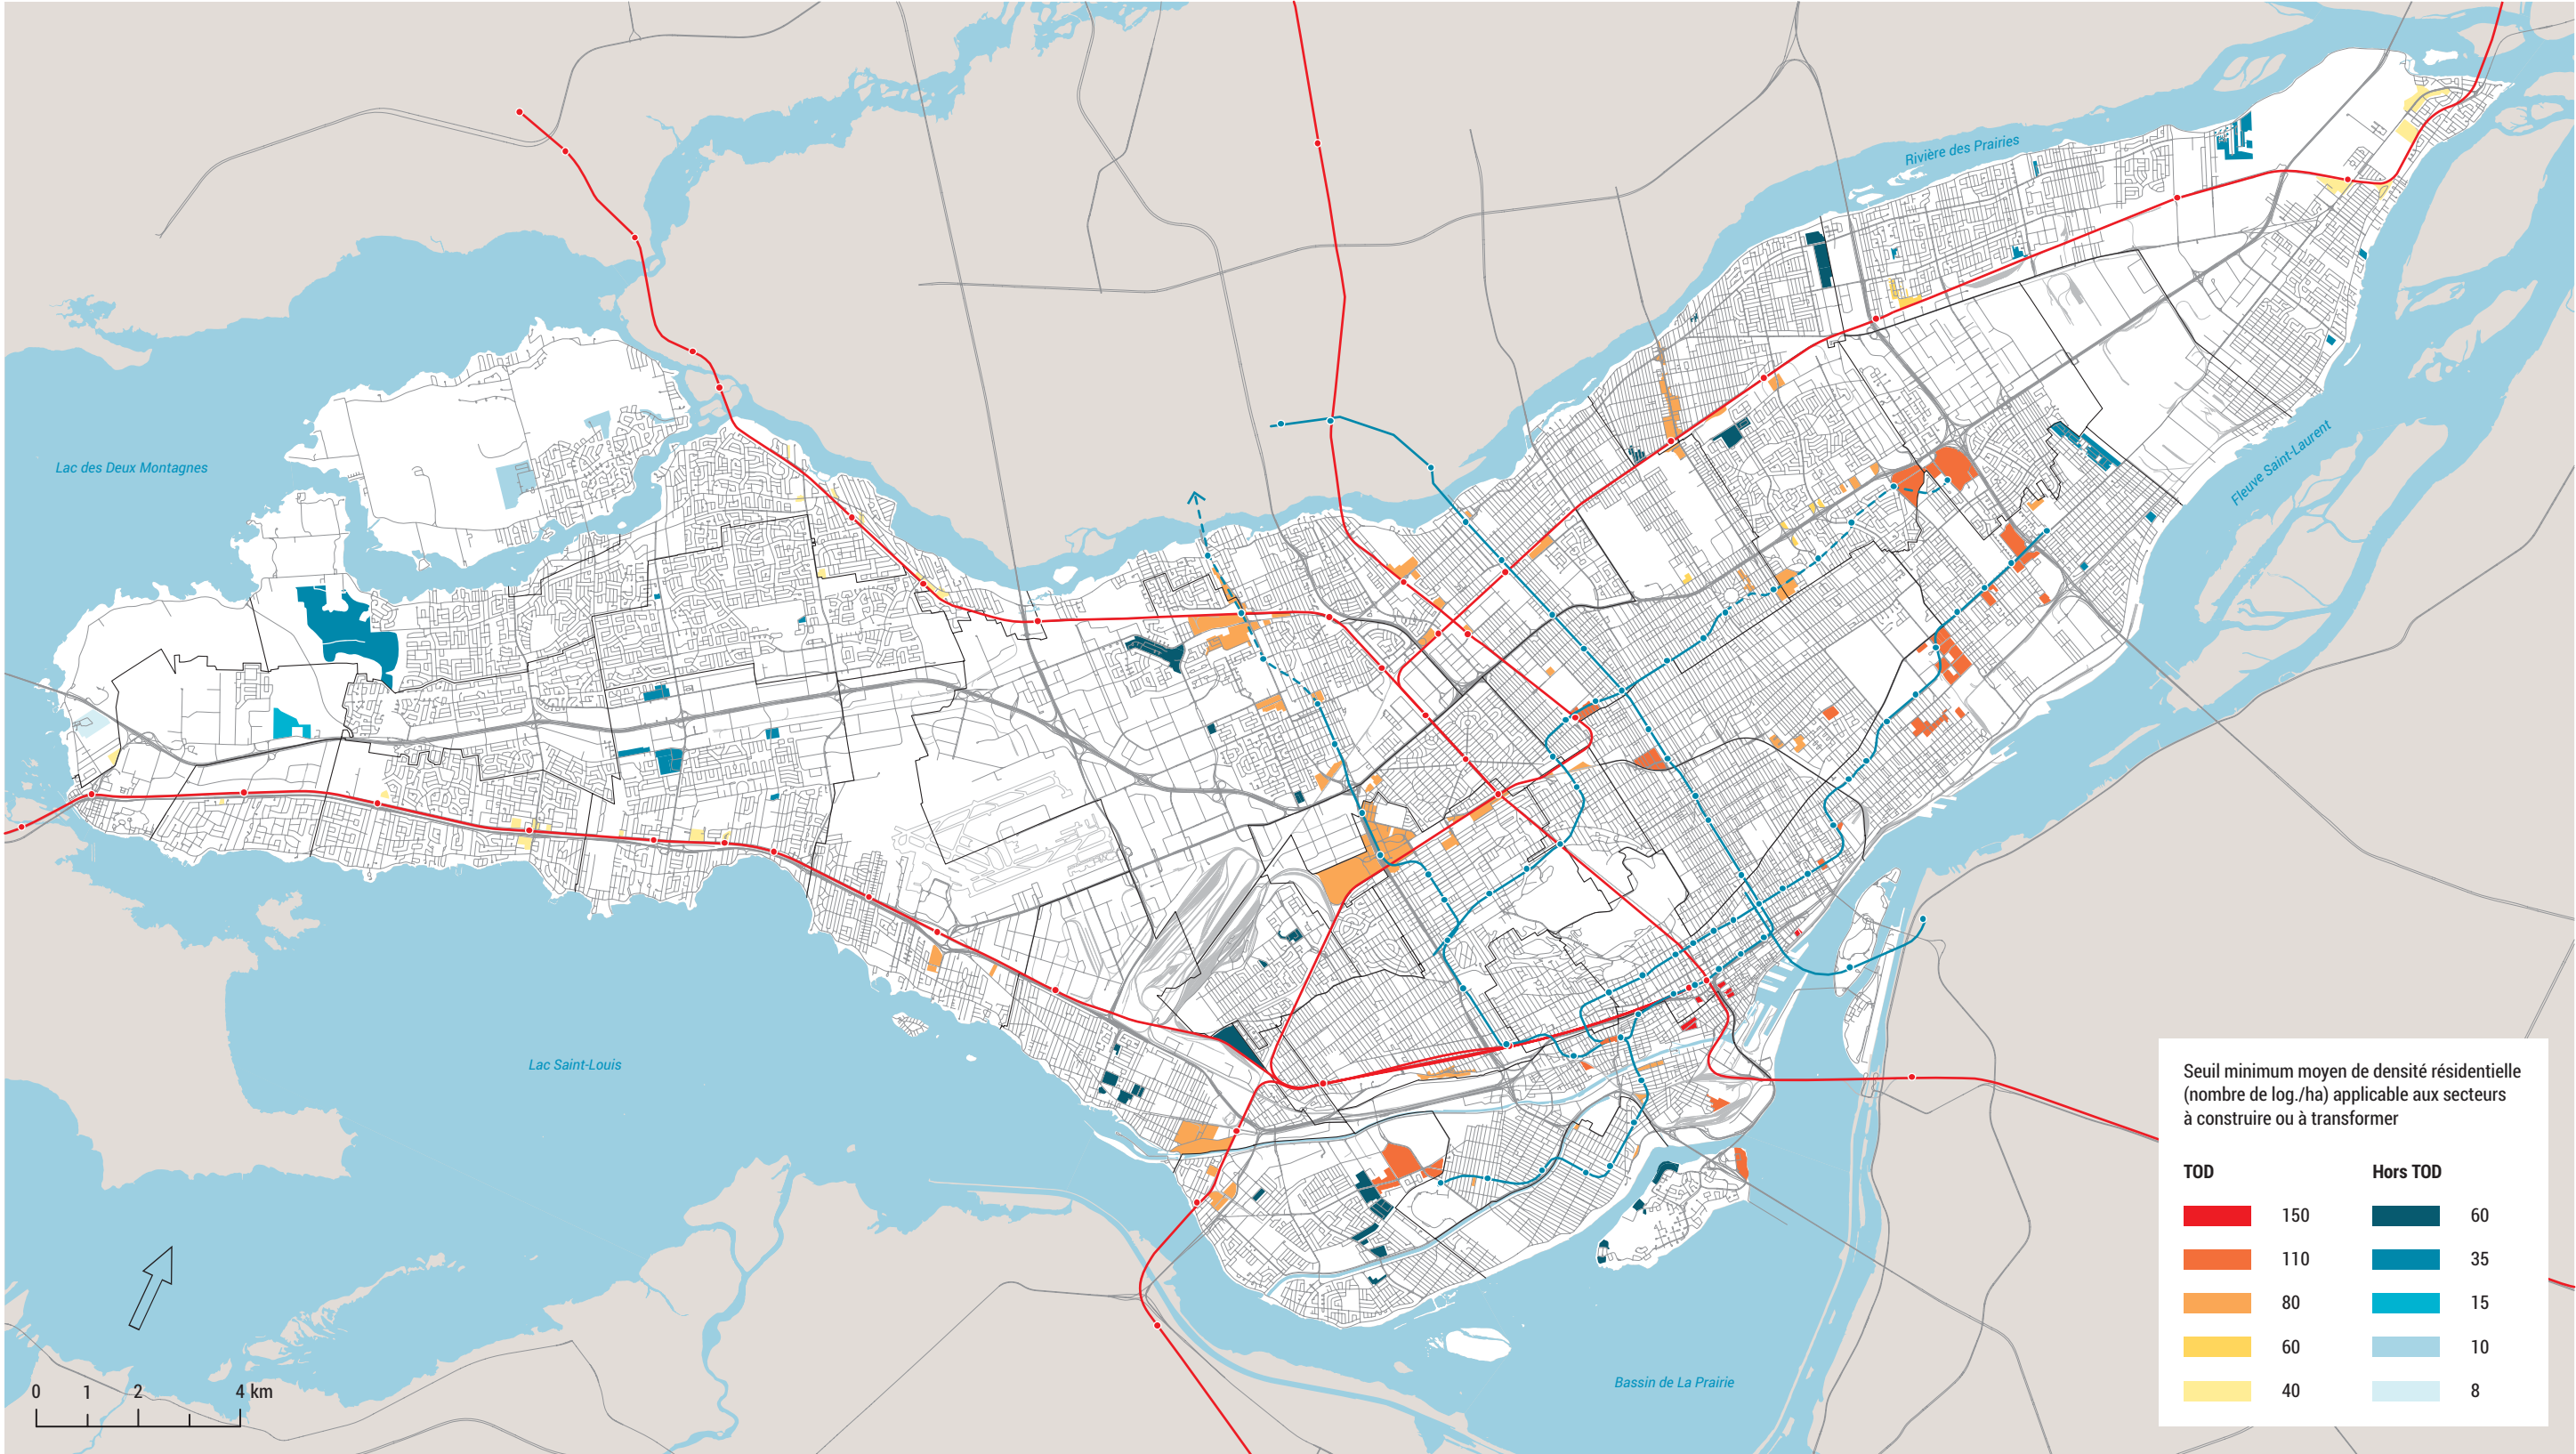 Rivière des Prairies
Lac des Deux Montagnes
Fleuve Saint-Laurent
Lac Saint-Louis
Bassin de La Prairie
0 1 2 4 km
Seuil minimum moyen de densité résidentielle
(nombre de log./ha) applicable aux secteurs
à construire ou à transformer
TOD Hors TOD
150 60
110 35
80 15
60 10
40 8